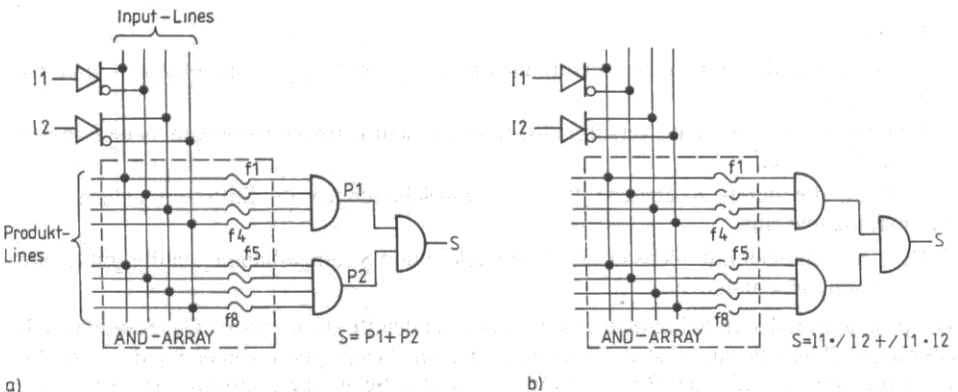 Input-Lines
I1
I2
f1
P1
f4
Produkt-
Lines
S
f5
P2
f8
AND-ARRAY
S= P1+ P2
a)
I1
I2
f1
f4
S
f5
f8
AND-ARRAY
S=I1•/I2+/I1•I2
b)